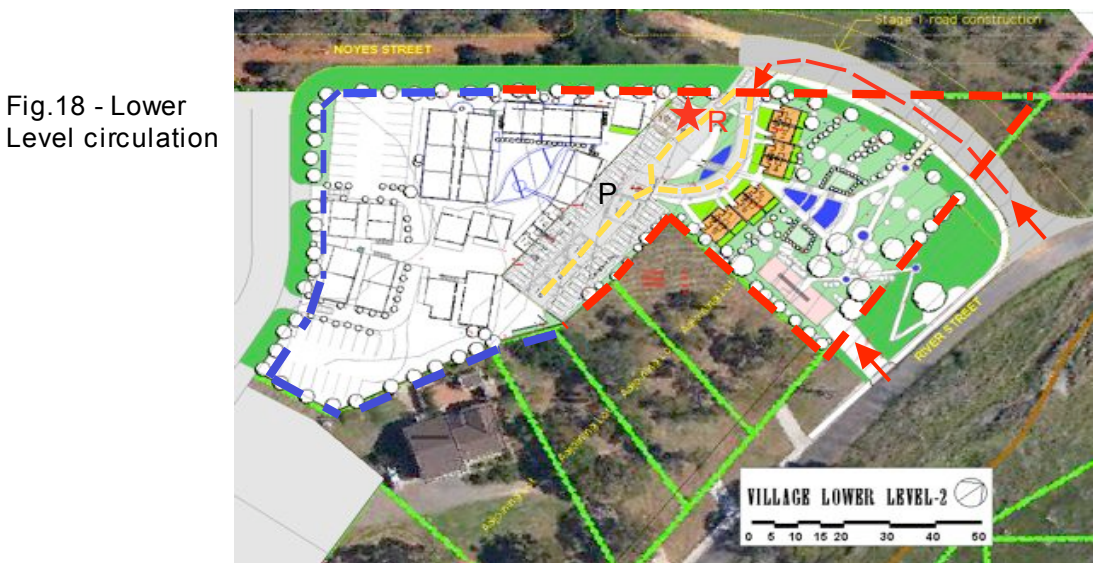 Fig.18 - Lower
Level circulation
Stage 1 road construction
NOYES STREET
R
P
RIVER STREET
VILLAGE LOWER LEVEL-2
0 5 10 15 20 30 40 50